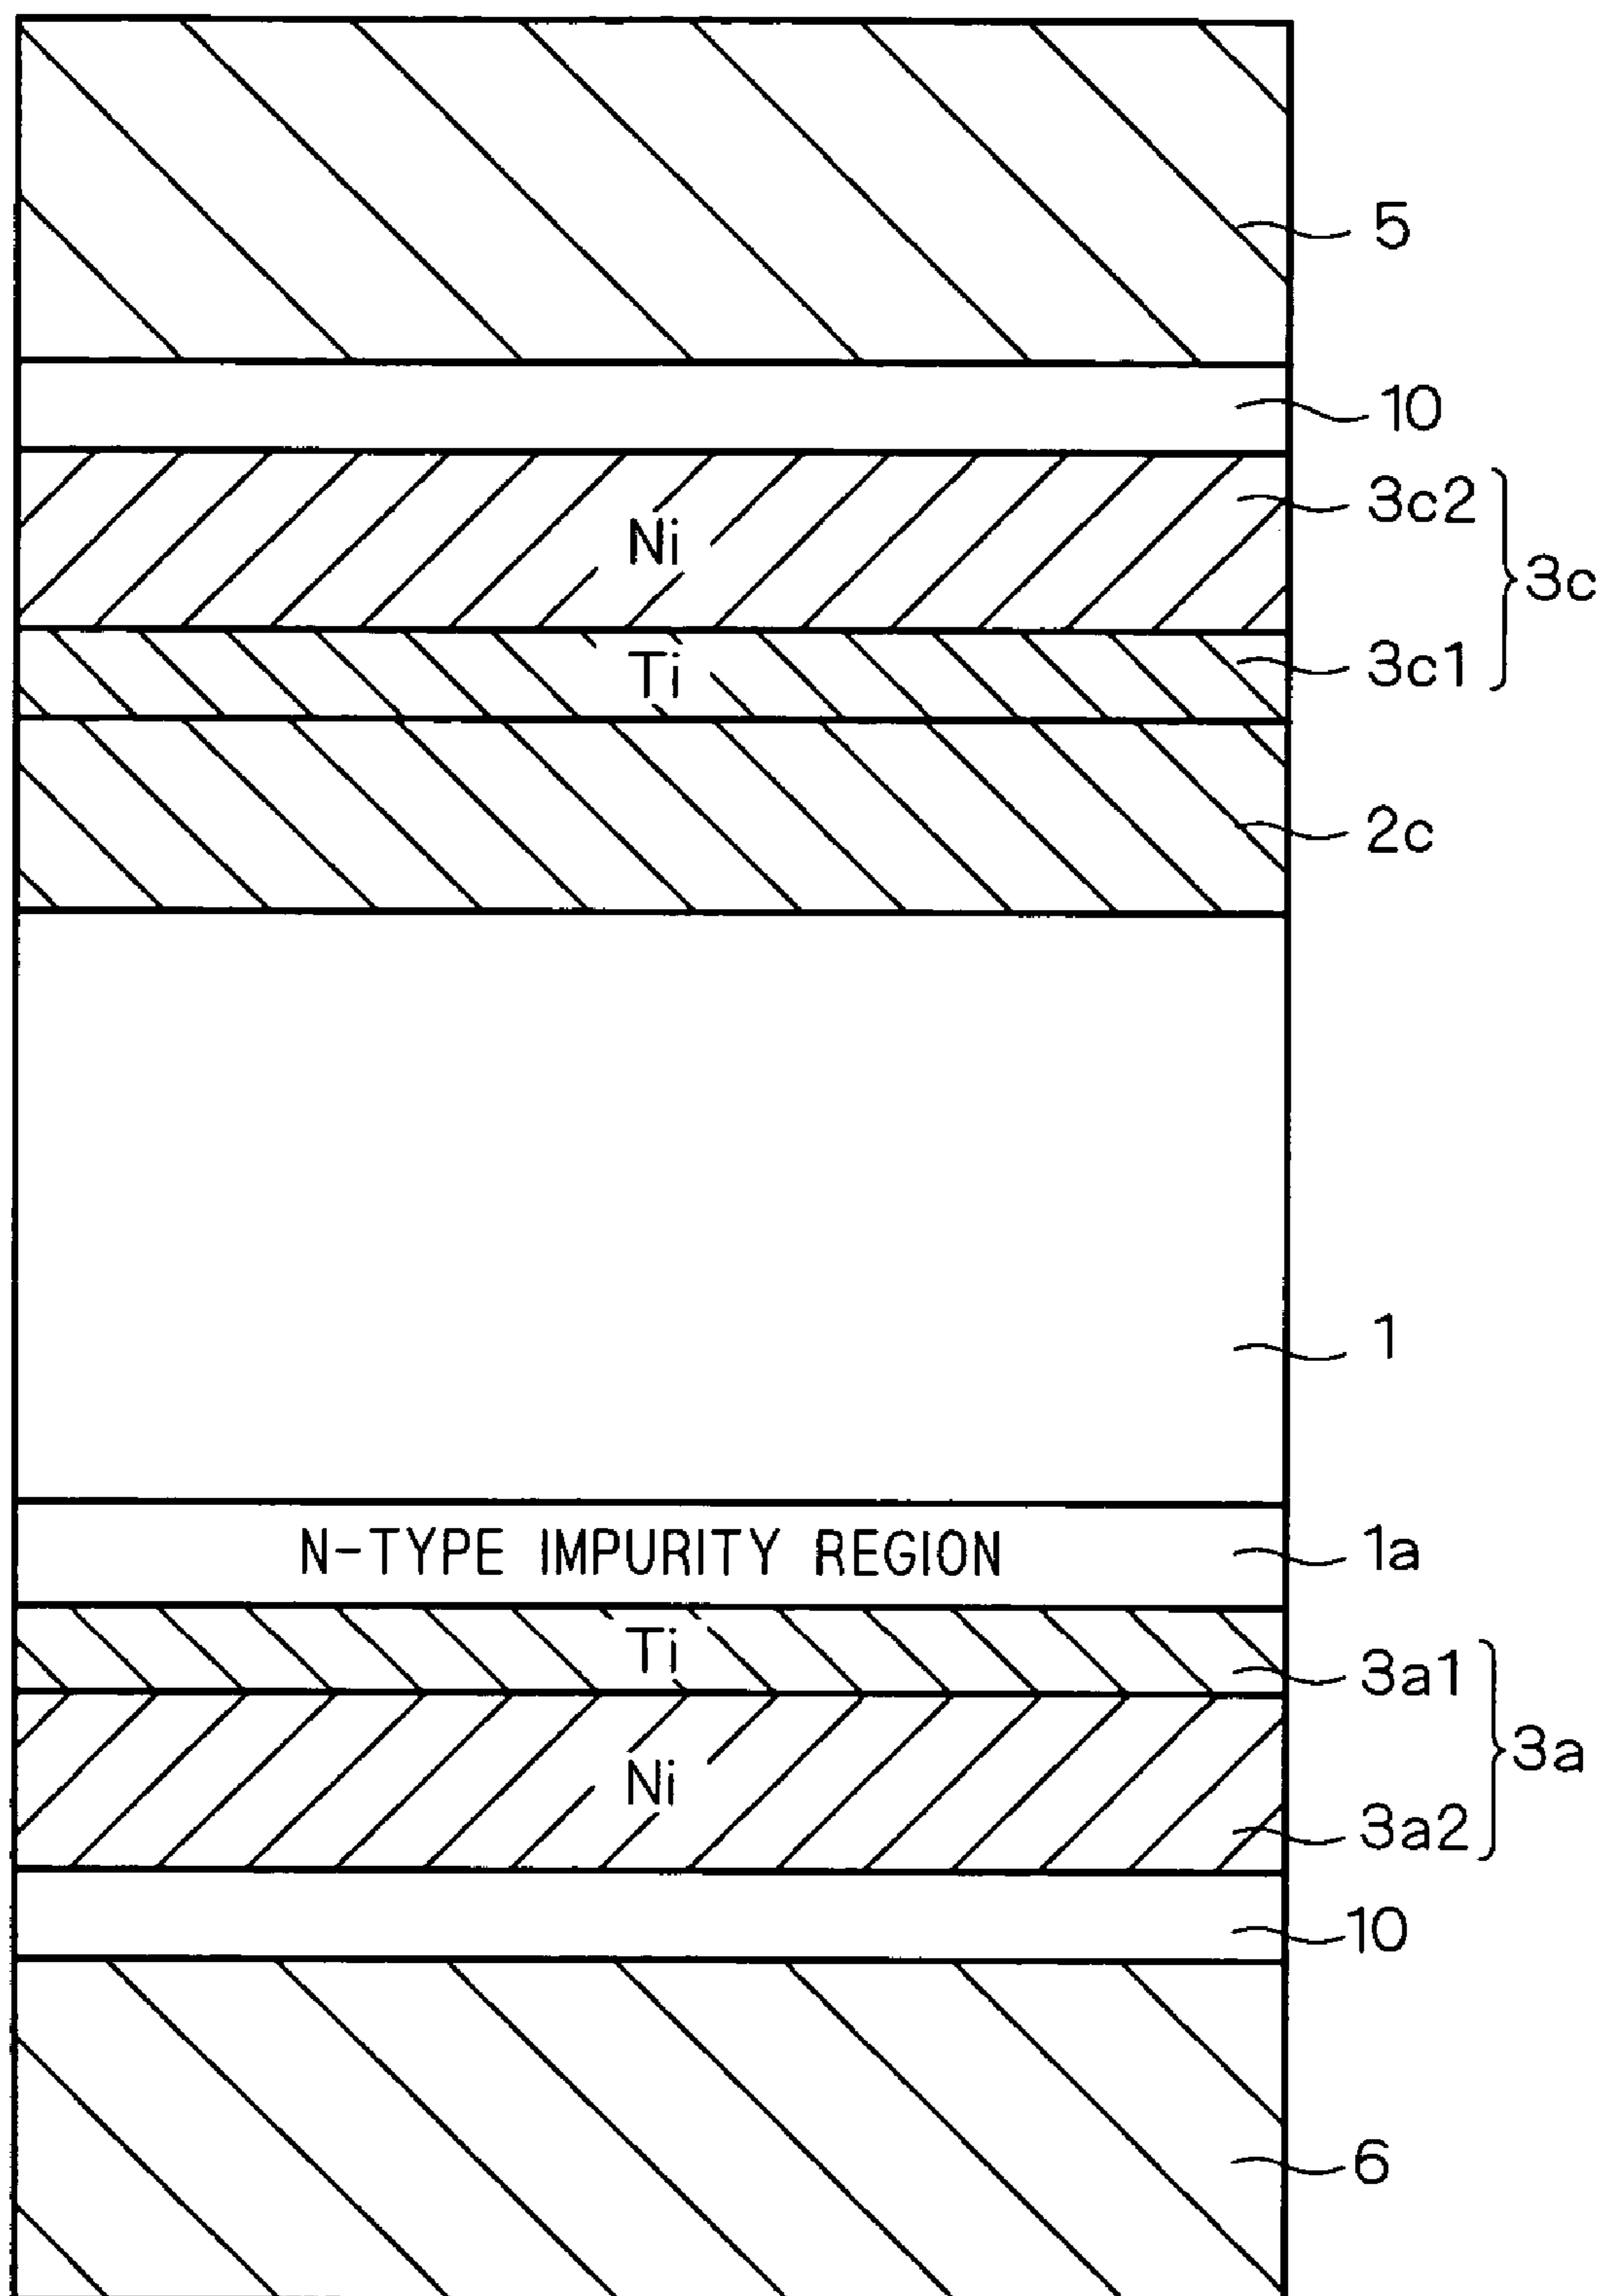 5
10
Ni
3c2
3c
Ti
3c1
2c
1
N-TYPE IMPURITY REGION
1a
Ti
3a1
3a
Ni
3a2
10
6